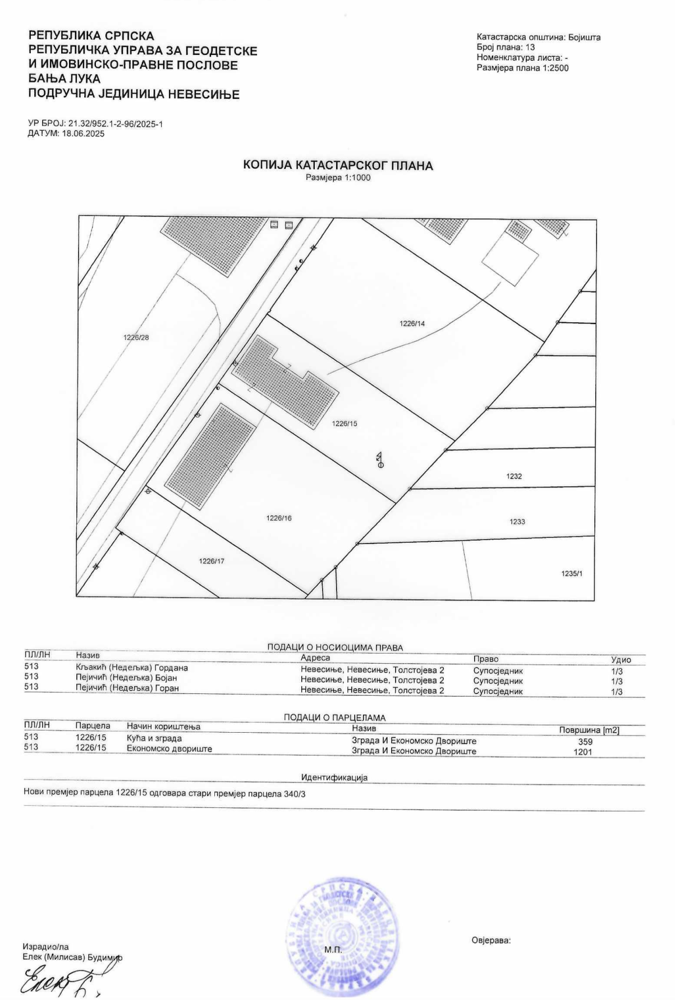 РЕПУБЛИКА СРПСКА
РЕПУБЛИЧКА УПРАВА ЗА ГЕОДЕТСКЕ
И ИМОВИНСКО-ПРАВНЕ ПОСЛОВЕ
БАЊА ЛУКА
ПОДРУЧНА ЈЕДИНИЦА НЕВЕСИЊЕ
Катастарска општина: Бојишта
Број плана: 13
Номенклатура листа: -
Размјера плана 1:2500
УР БРОЈ: 21.32/952.1-2-96/2025-1
ДАТУМ: 18.06.2025
КОПИЈА КАТАСТАРСКОГ ПЛАНА
Размјера 1:1000
1226/14
1226/28
1226/15
1232
1226/16
1233
1226/17
1235/1
ПОДАЦИ О НОСИОЦИМА ПРАВА
ПЛ/ЛН Назив Адреса Право Удио
513 Кљакић (Недељка) Гордана Невесиње, Невесиње, Толстојева 2 Супосједник 1/3
513 Пејичић (Недељка) Бојан Невесиње, Невесиње, Толстојева 2 Супосједник 1/3
513 Пејичић (Недељка) Горан Невесиње, Невесиње, Толстојева 2 Супосједник 1/3
ПОДАЦИ О ПАРЦЕЛАМА
ПЛ/ЛН Парцела Начин кориштења Назив Површина [m2]
513 1226/15 Кућа и зграда Зграда И Економско Двориште 359
513 1226/15 Економско двориште Зграда И Економско Двориште 1201
Идентификација
Нови премјер парцела 1226/15 одговара стари премјер парцела 340/3
Израдио/ла
Елек (Милисав) Будимир
М.П.
Овјерава: